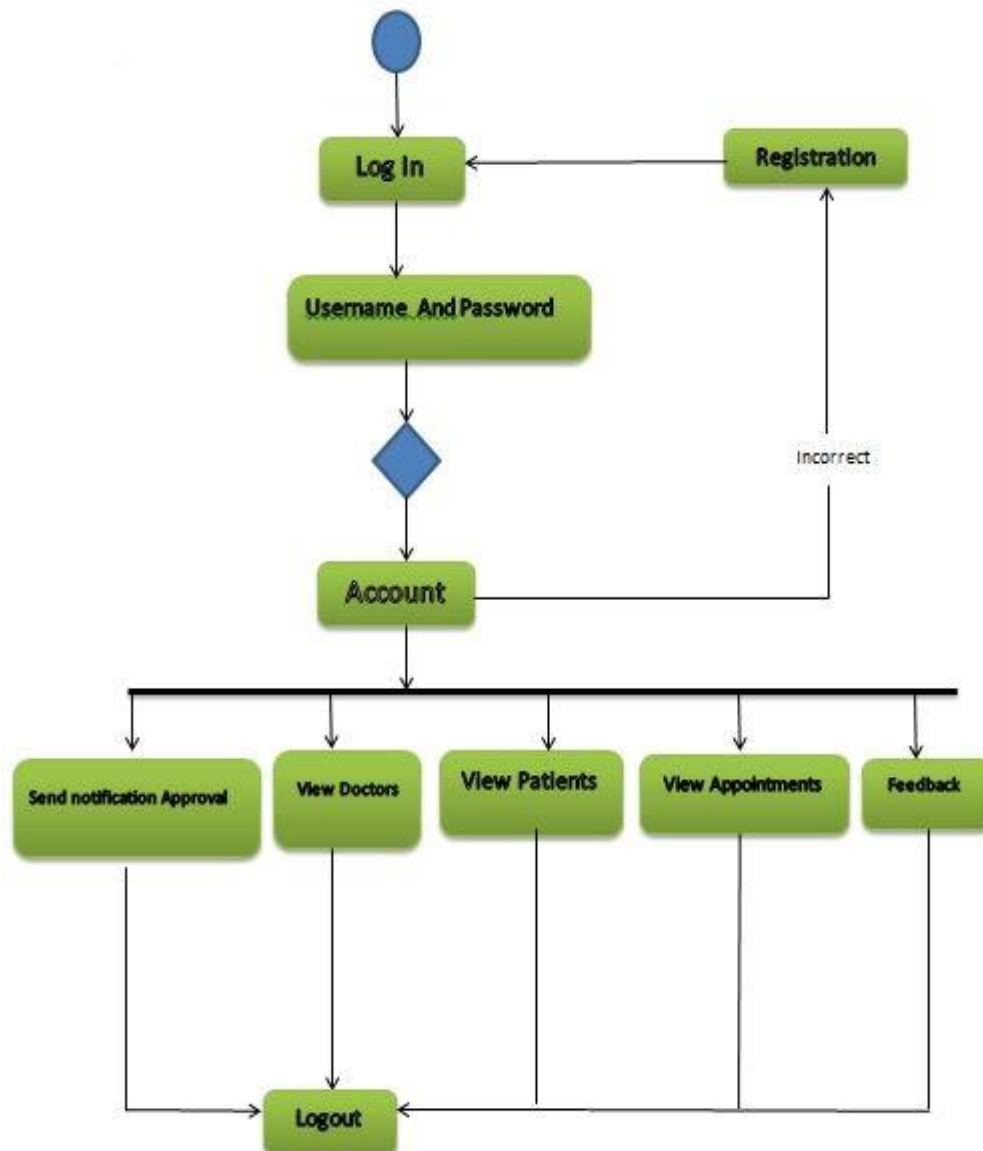 Log In
Registration
Username And Password
Incorrect
Account
Send notification Approval
View Doctors
View Patients
View Appointments
Feedback
Logout